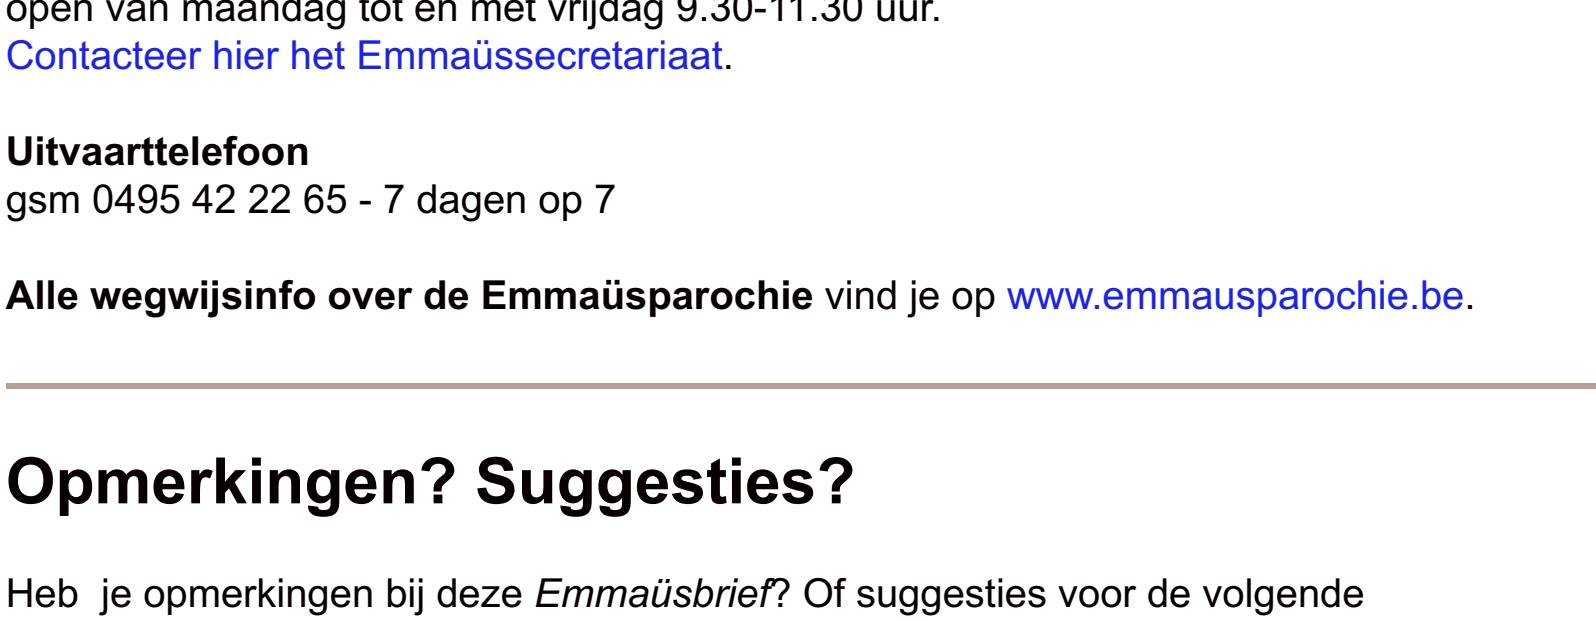 open van maandag tot en met vrijdag 9.30-11.30 uur.
Contacteer hier het Emmaüssecretariaat.
Uitvaarttelefoon
gsm 0495 42 22 65 - 7 dagen op 7
Alle wegwijsinfo over de Emmaüsparochie vind je op www.emmausparochie.be.
Opmerkingen? Suggesties?
Heb  je opmerkingen bij deze Emmaüsbrief? Of suggesties voor de volgende